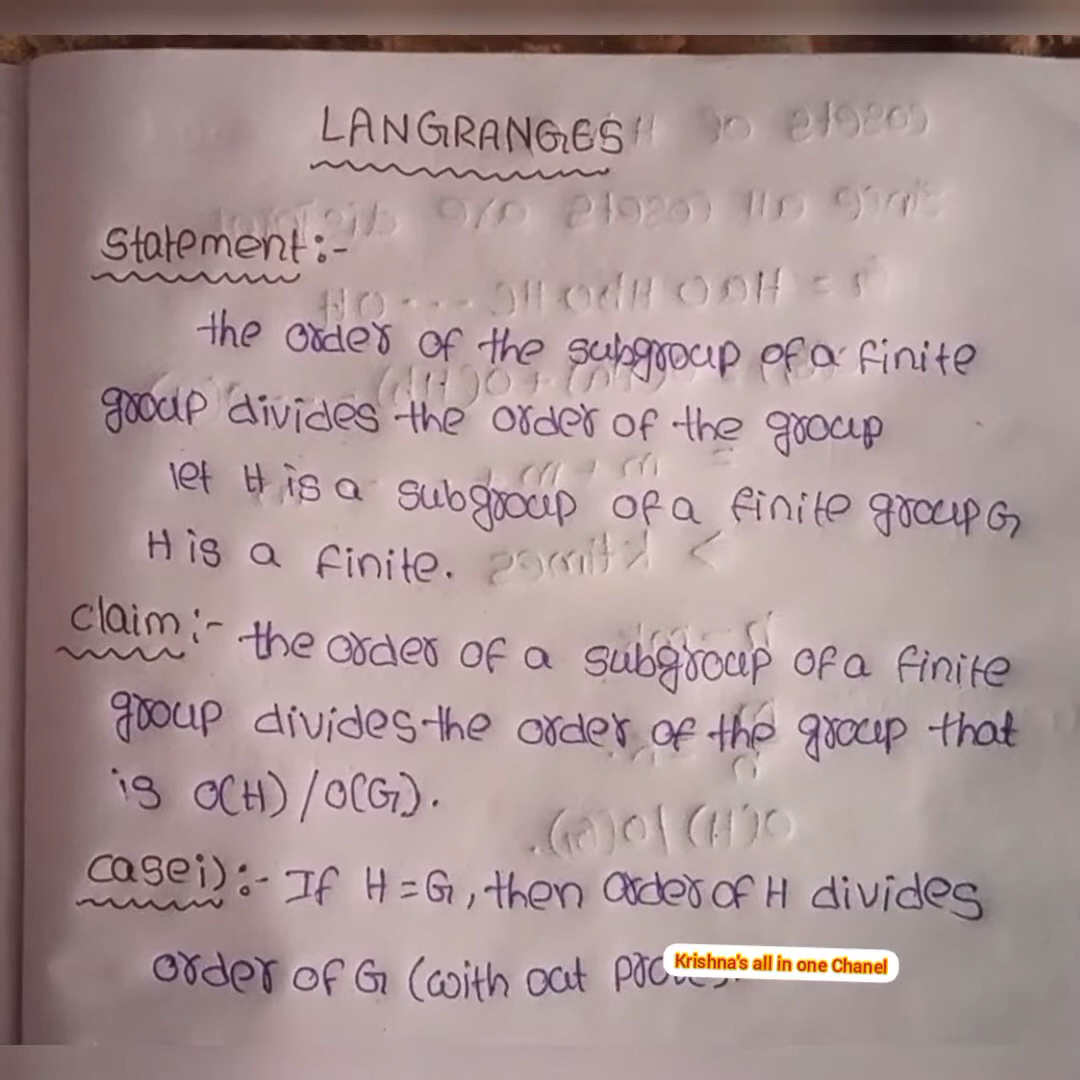 LANGRANGES
Statement:-
the order of the subgroup of a finite
group divides the order of the group
let H is a subgroup of a finite group G
H is a finite.
claim:- the order of a subgroup of a finite
group divides the order of the group that
is O(H)/O(G).
case i):- If H=G, then order of H divides
order of G (with out
Krishna's all in one Chanel